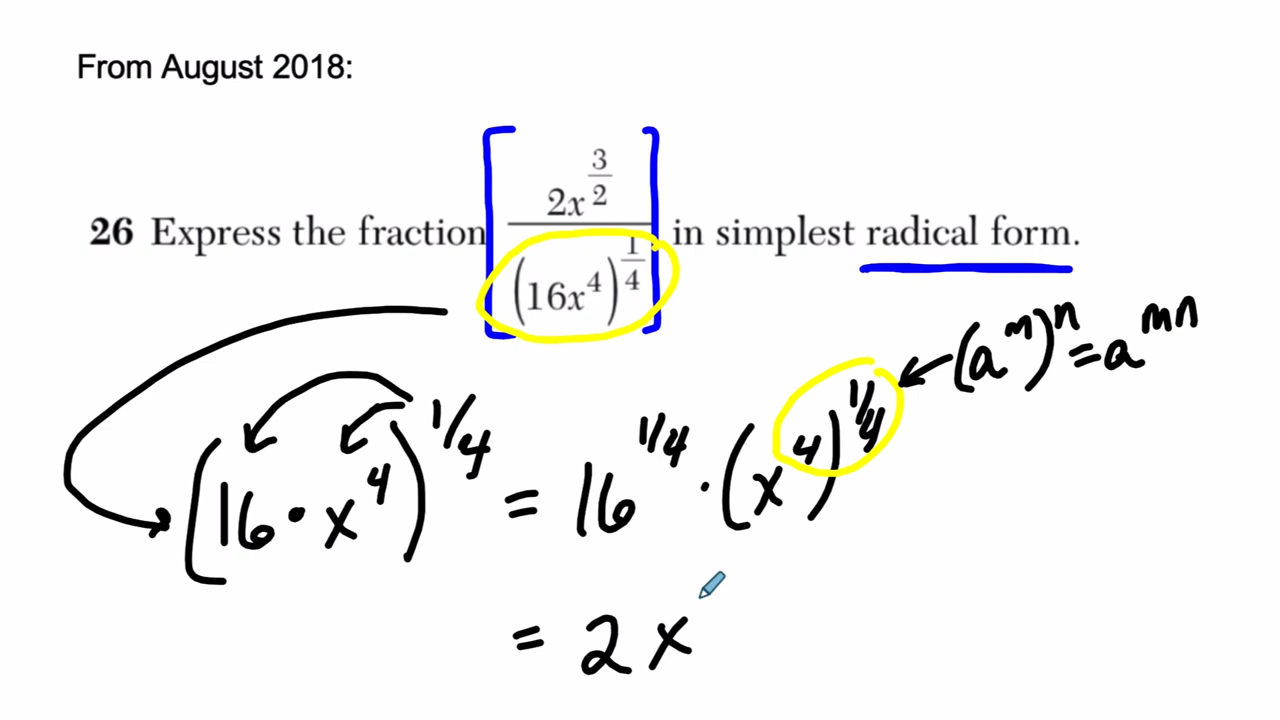 From August 2018:
26 Express the fraction [2x^(3/2) / (16x^4)^(1/4)] in simplest radical form.
(a^m)^n = a^mn
(16 · x^4)^1/4 = 16^1/4 · (x^4)^1/4
= 2x